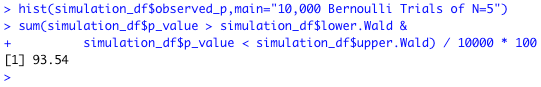 > hist(simulation_df$observed_p,main="10,000 Bernoulli Trials of N=5")
> sum(simulation_df$p_value > simulation_df$lower.Wald &
+     simulation_df$p_value < simulation_df$upper.Wald) / 10000 * 100
[1] 93.54
>